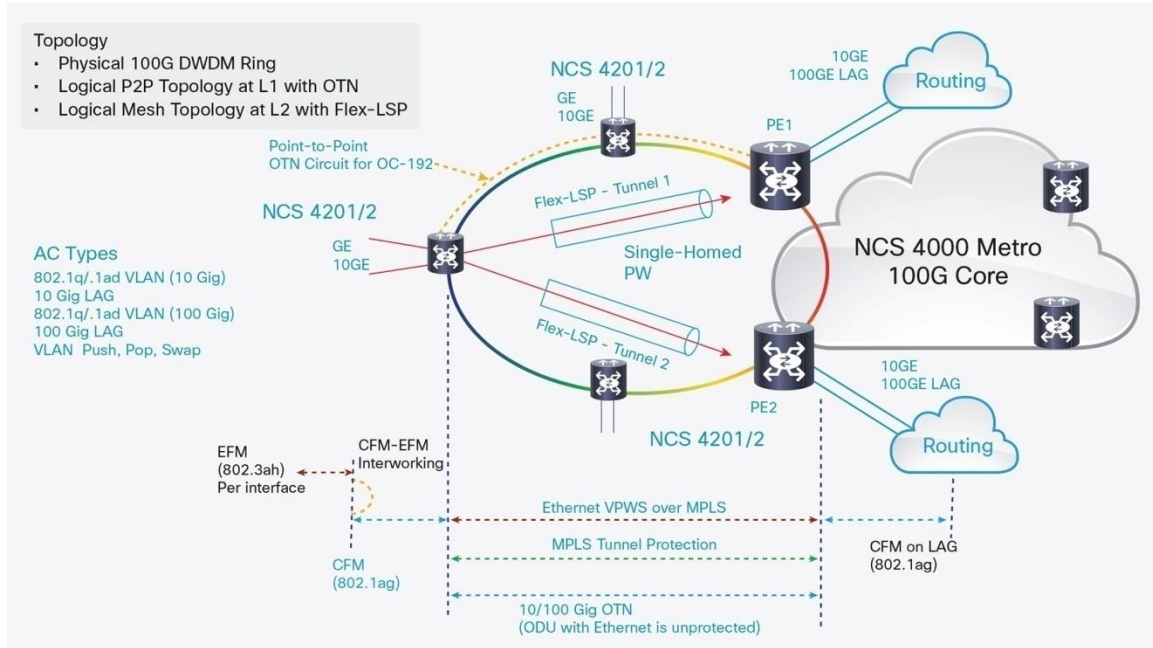 Topology
• Physical 100G DWDM Ring
• Logical P2P Topology at L1 with OTN
• Logical Mesh Topology at L2 with Flex-LSP
NCS 4201/2
GE
10GE
10GE
100GE LAG
Routing
PE1
Point-to-Point
OTN Circuit for OC-192
NCS 4201/2
GE
10GE
Flex-LSP - Tunnel 1
Single-Homed
PW
Flex-LSP - Tunnel 2
NCS 4000 Metro
100G Core
AC Types
802.1q/.1ad VLAN (10 Gig)
10 Gig LAG
802.1q/.1ad VLAN (100 Gig)
100 Gig LAG
VLAN Push, Pop, Swap
10GE
100GE LAG
PE2
NCS 4201/2
Routing
EFM
(802.3ah)
Per interface
CFM-EFM
Interworking
Ethernet VPWS over MPLS
MPLS Tunnel Protection
CFM on LAG
(802.1ag)
CFM
(802.1ag)
10/100 Gig OTN
(ODU with Ethernet is unprotected)